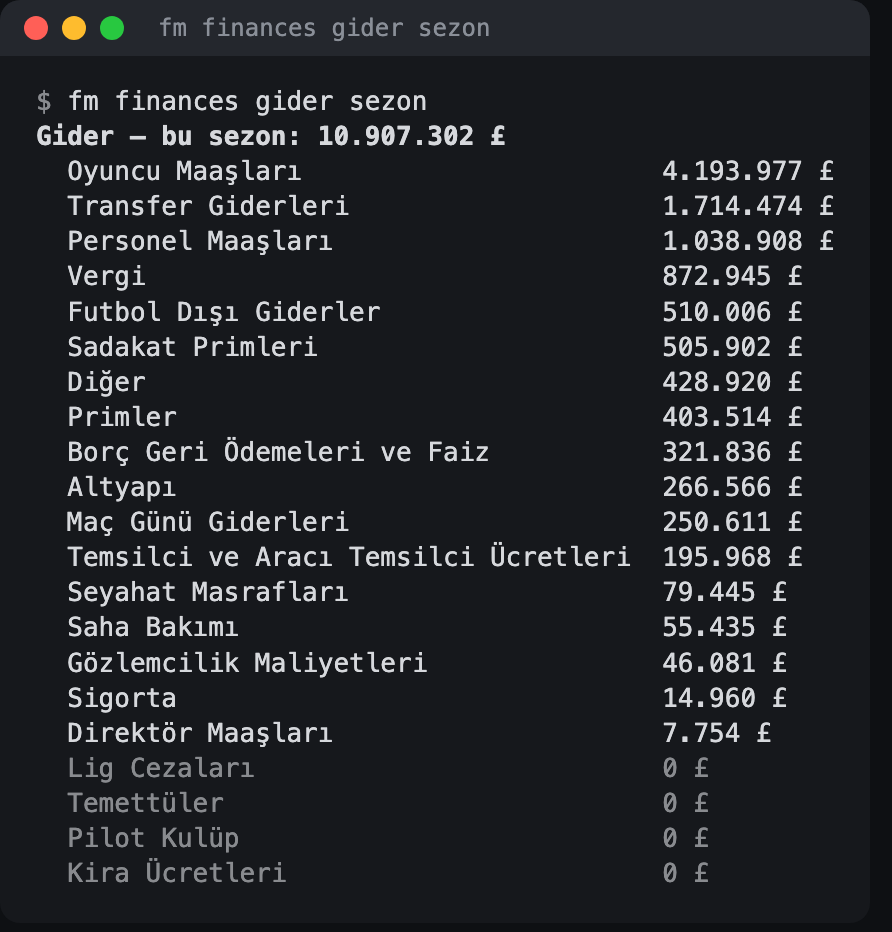 fm finances gider sezon
$ fm finances gider sezon
Gider — bu sezon: 10.907.302 £
Oyuncu Maaşları 4.193.977 £
Transfer Giderleri 1.714.474 £
Personel Maaşları 1.038.908 £
Vergi 872.945 £
Futbol Dışı Giderler 510.006 £
Sadakat Primleri 505.902 £
Diğer 428.920 £
Primler 403.514 £
Borç Geri Ödemeleri ve Faiz 321.836 £
Altyapı 266.566 £
Maç Günü Giderleri 250.611 £
Temsilci ve Aracı Temsilci Ücretleri 195.968 £
Seyahat Masrafları 79.445 £
Saha Bakımı 55.435 £
Gözlemcilik Maliyetleri 46.081 £
Sigorta 14.960 £
Direktör Maaşları 7.754 £
Lig Cezaları 0 £
Temettüler 0 £
Pilot Kulüp 0 £
Kira Ücretleri 0 £